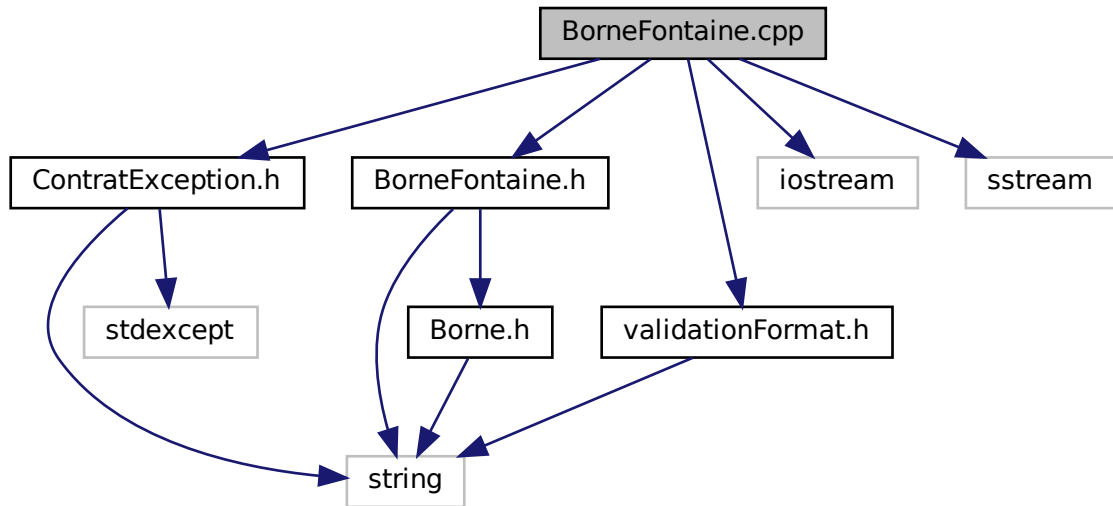 BorneFontaine.cpp
ContratException.h
BorneFontaine.h
iostream
sstream
stdexcept
Borne.h
validationFormat.h
string